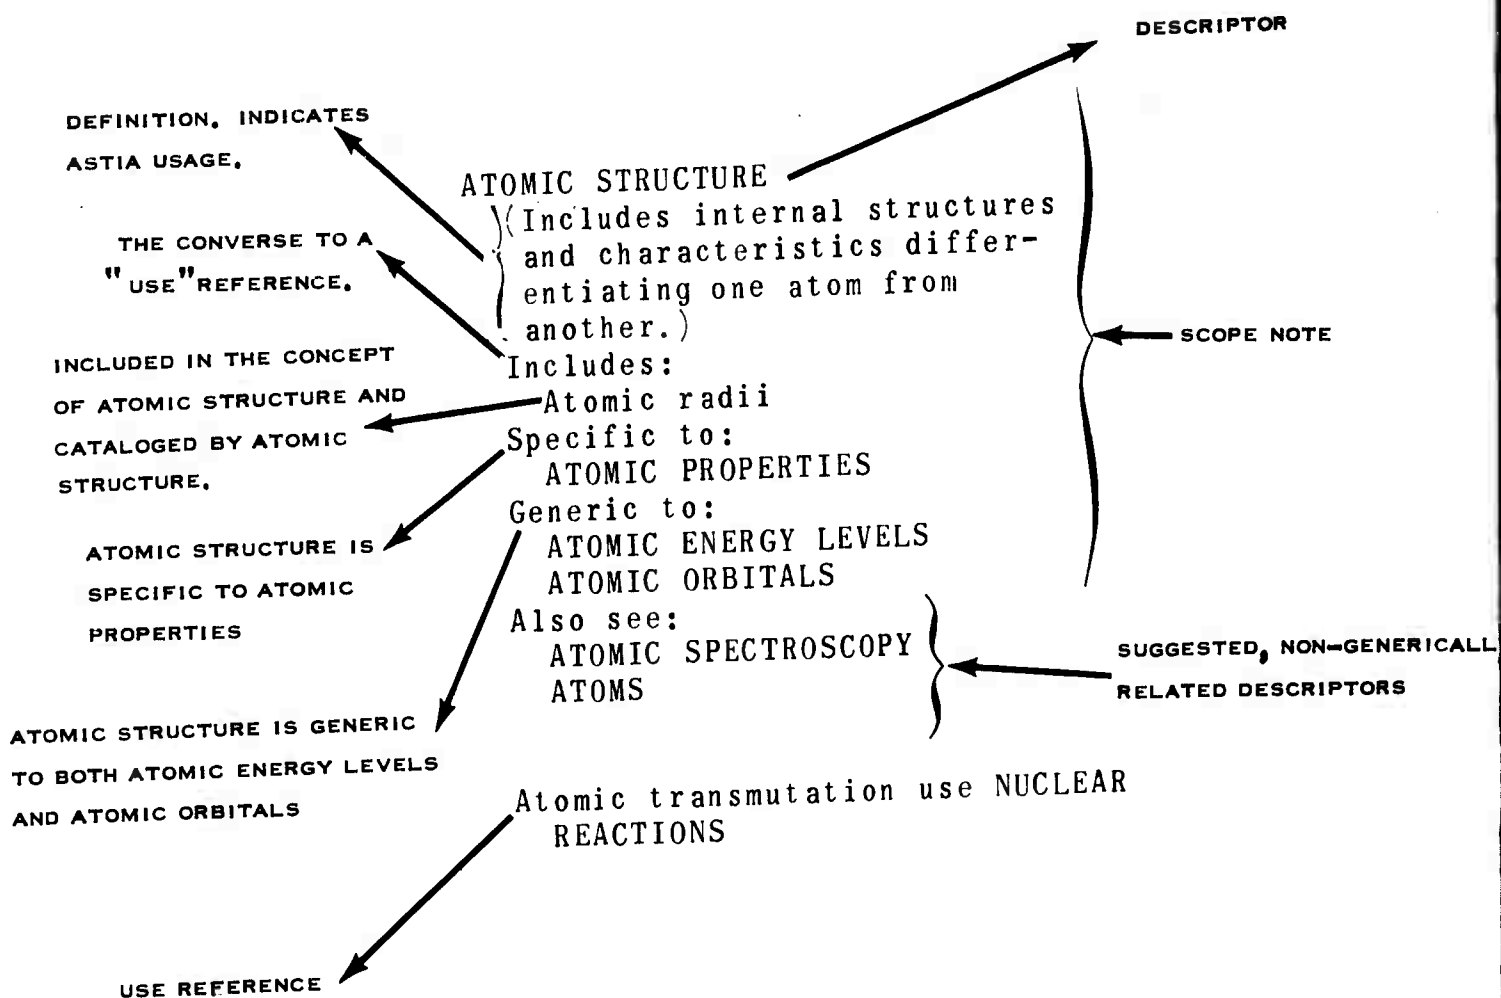 DESCRIPTOR
DEFINITION. INDICATES
ASTIA USAGE.
ATOMIC STRUCTURE
(Includes internal structures
and characteristics differ-
entiating one atom from
another.)
THE CONVERSE TO A
"USE" REFERENCE.
Includes:
Atomic radii
INCLUDED IN THE CONCEPT
OF ATOMIC STRUCTURE AND
CATALOGED BY ATOMIC
STRUCTURE.
SCOPE NOTE
Specific to:
ATOMIC PROPERTIES
ATOMIC STRUCTURE IS
SPECIFIC TO ATOMIC
PROPERTIES
Generic to:
ATOMIC ENERGY LEVELS
ATOMIC ORBITALS
Also see:
ATOMIC SPECTROSCOPY
ATOMS
SUGGESTED, NON-GENERICALL
RELATED DESCRIPTORS
ATOMIC STRUCTURE IS GENERIC
TO BOTH ATOMIC ENERGY LEVELS
AND ATOMIC ORBITALS
Atomic transmutation use NUCLEAR
REACTIONS
USE REFERENCE